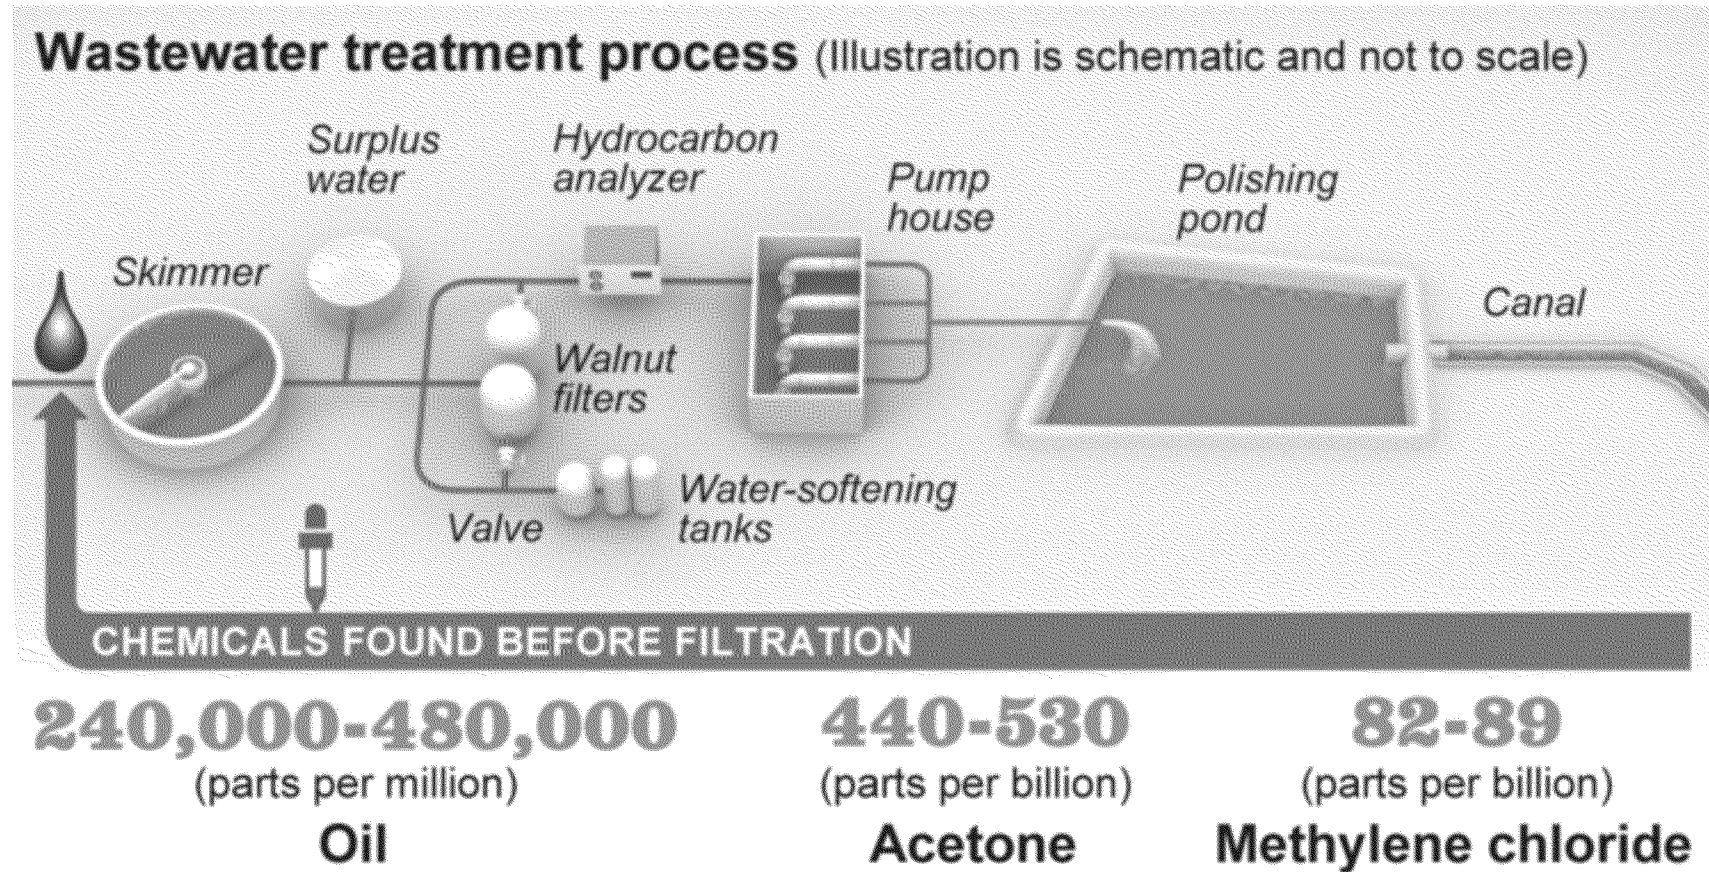 Wastewater treatment process (Illustration is schematic and not to scale)
Surplus
water
Hydrocarbon
analyzer
Pump
house
Polishing
pond
Skimmer
Canal
Walnut
filters
Water-softening
tanks
Valve
CHEMICALS FOUND BEFORE FILTRATION
240,000-480,000
(parts per million)
Oil
440-530
(parts per billion)
Acetone
82-89
(parts per billion)
Methylene chloride